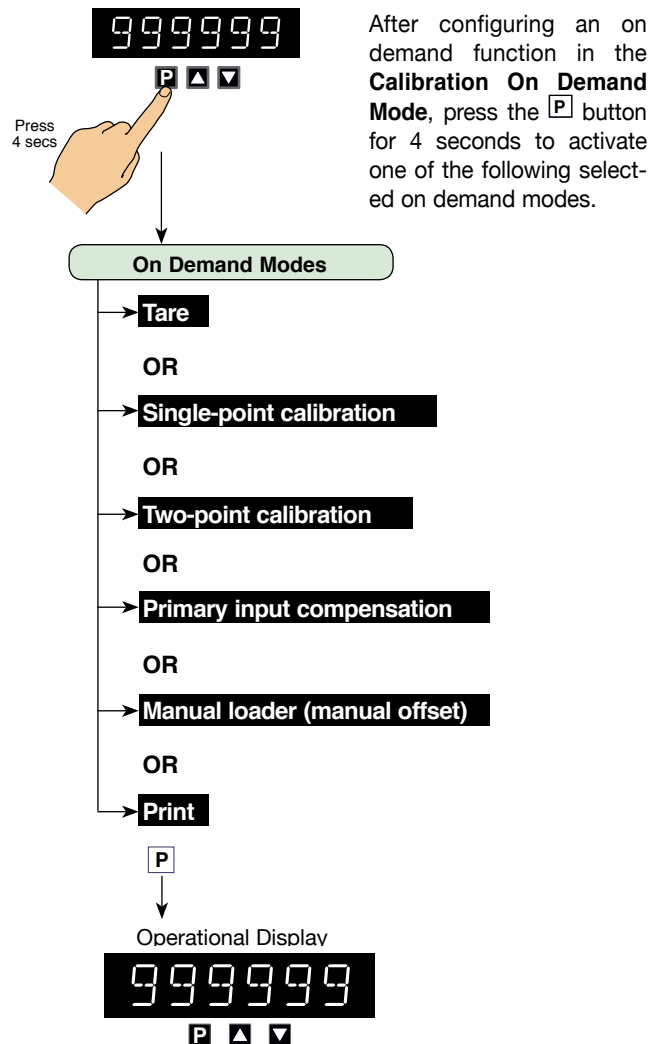 999999
P
Press
4 secs
After configuring an on
demand function in the
Calibration On Demand
Mode, press the P button
for 4 seconds to activate
one of the following select-
ed on demand modes.
On Demand Modes
Tare
OR
Single-point calibration
OR
Two-point calibration
OR
Primary input compensation
OR
Manual loader (manual offset)
OR
Print
P
Operational Display
999999
P